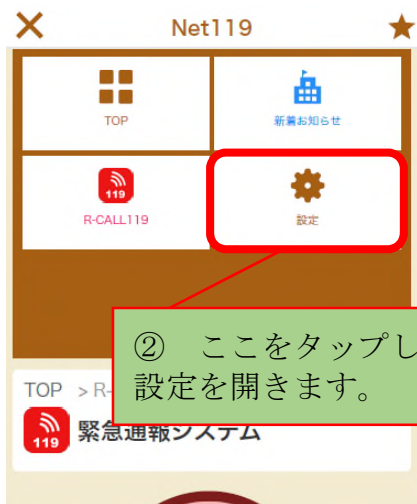 Net119
TOP
新着お知らせ
119
R-CALL119
設定
② ここをタップし
設定を開きます。
TOP > R-
119
緊急通報システム